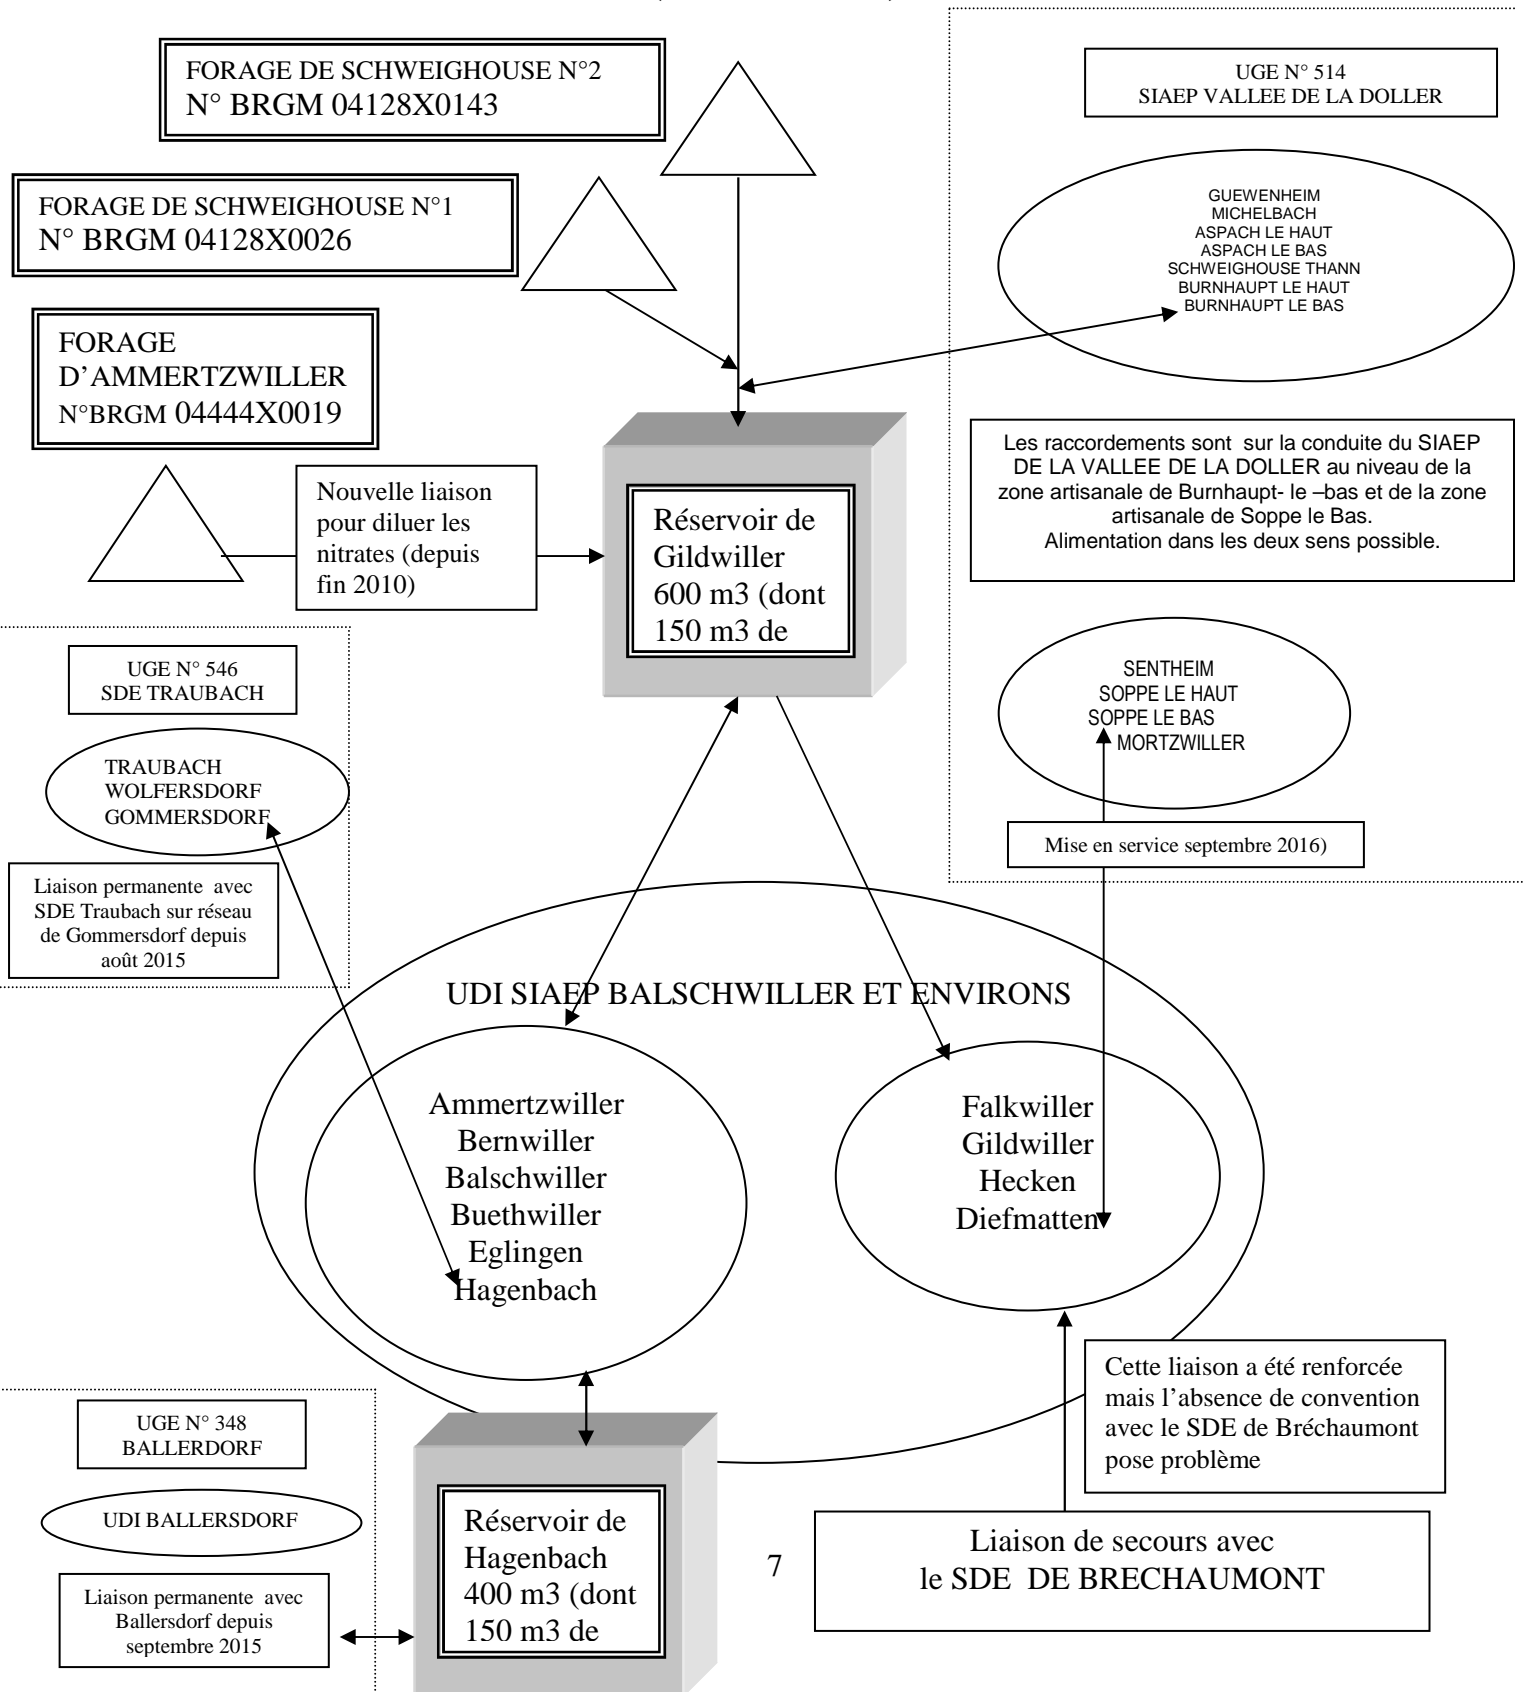 FORAGE DE SCHWEIGHOUSE N°2
N° BRGM 04128X0143
UGE N° 514
SIAEP VALLEE DE LA DOLLER
FORAGE DE SCHWEIGHOUSE N°1
N° BRGM 04128X0026
GUEWENHEIM
MICHELBACH
ASPACH LE HAUT
ASPACH LE BAS
SCHWEIGHOUSE THANN
BURNHAUPT LE HAUT
BURNHAUPT LE BAS
FORAGE
D'AMMERTZWILLER
N°BRGM 04444X0019
Les raccordements sont sur la conduite du SIAEP
DE LA VALLEE DE LA DOLLER au niveau de la
zone artisanale de Burnhaupt- le –bas et de la zone
artisanale de Soppe le Bas.
Alimentation dans les deux sens possible.
Nouvelle liaison
pour diluer les
nitrates (depuis
fin 2010)
Réservoir de
Gildwiller
600 m3 (dont
150 m3 de
UGE N° 546
SDE TRAUBACH
SENTHEIM
SOPPE LE HAUT
SOPPE LE BAS
MORTZWILLER
TRAUBACH
WOLFERSDORF
GOMMERSDORF
Mise en service septembre 2016)
Liaison permanente avec
SDE Traubach sur réseau
de Gommersdorf depuis
août 2015
UDI SIAEP BALSCHWILLER ET ENVIRONS
Ammertzwiller
Bernwiller
Balschwiller
Buethwiller
Eglingen
Hagenbach
Falkwiller
Gildwiller
Hecken
Diefmatten
Cette liaison a été renforcée
mais l'absence de convention
avec le SDE de Bréchaumont
pose problème
UGE N° 348
BALLERDORF
UDI BALLERSDORF
Réservoir de
Hagenbach
400 m3 (dont
150 m3 de
7
Liaison de secours avec
le SDE DE BRECHAUMONT
Liaison permanente avec
Ballersdorf depuis
septembre 2015